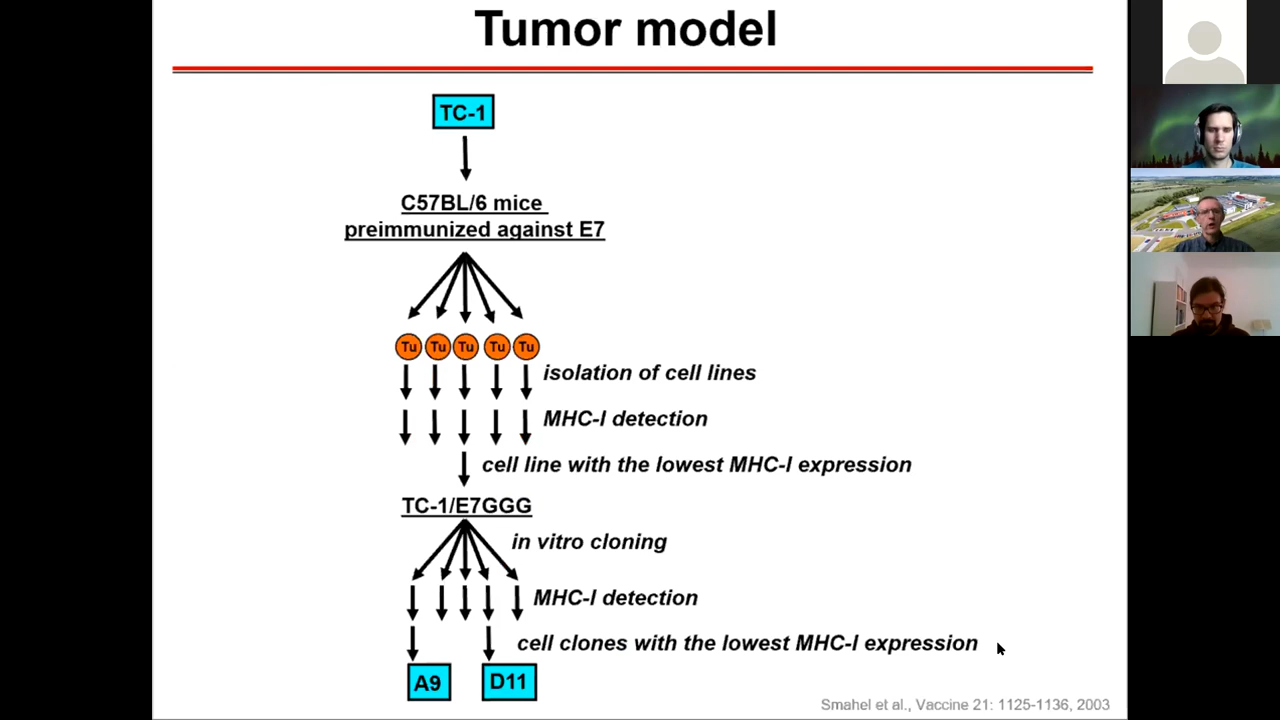 Tumor model
TC-1
C57BL/6 mice
preimmunized against E7
Tu Tu Tu Tu Tu
isolation of cell lines
MHC-I detection
cell line with the lowest MHC-I expression
TC-1/E7GGG
in vitro cloning
MHC-I detection
cell clones with the lowest MHC-I expression
A9 D11
Smahel et al., Vaccine 21: 1125-1136, 2003